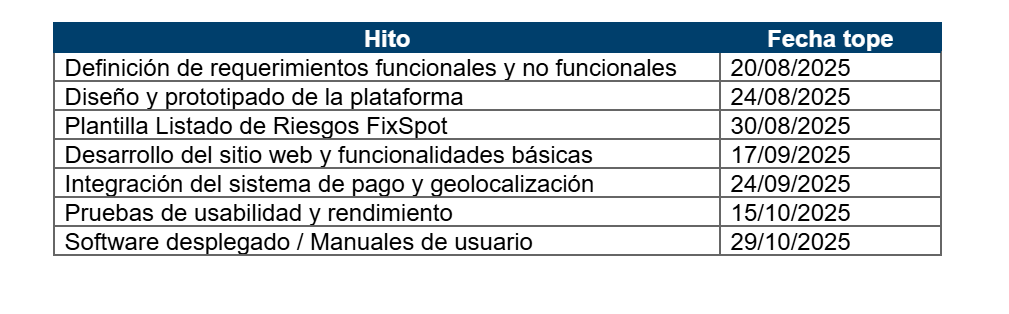 Hito Fecha tope
Definición de requerimientos funcionales y no funcionales 20/08/2025
Diseño y prototipado de la plataforma 24/08/2025
Plantilla Listado de Riesgos FixSpot 30/08/2025
Desarrollo del sitio web y funcionalidades básicas 17/09/2025
Integración del sistema de pago y geolocalización 24/09/2025
Pruebas de usabilidad y rendimiento 15/10/2025
Software desplegado / Manuales de usuario 29/10/2025